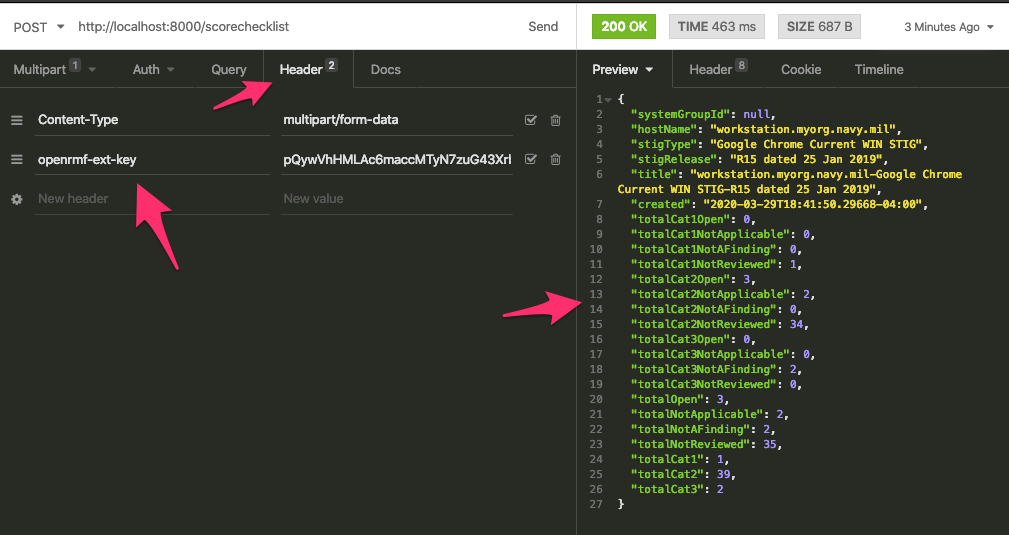 POST http://localhost:8000/scorechecklist Send 200 OK TIME 463 ms SIZE 687 B 3 Minutes Ago
Multipart 1 Auth Query Header 2 Docs
Content-Type multipart/form-data
openrmf-ext-key pQywVhHMLAc6maccMTyN7zuG43Xrl
New header New value
Preview Header 8 Cookie Timeline
1 {
2 "systemGroupId": null,
3 "hostName": "workstation.myorg.navy.mil",
4 "stigType": "Google Chrome Current WIN STIG",
5 "stigRelease": "R15 dated 25 Jan 2019",
6 "title": "workstation.myorg.navy.mil-Google Chrome
Current WIN STIG-R15 dated 25 Jan 2019",
7 "created": "2020-03-29T18:41:50.29668-04:00",
8 "totalCat1Open": 0,
9 "totalCat1NotApplicable": 0,
10 "totalCat1NotAFinding": 0,
11 "totalCat1NotReviewed": 1,
12 "totalCat2Open": 3,
13 "totalCat2NotApplicable": 2,
14 "totalCat2NotAFinding": 0,
15 "totalCat2NotReviewed": 34,
16 "totalCat3Open": 0,
17 "totalCat3NotApplicable": 0,
18 "totalCat3NotAFinding": 2,
19 "totalCat3NotReviewed": 0,
20 "totalOpen": 3,
21 "totalNotApplicable": 2,
22 "totalNotAFinding": 2,
23 "totalNotReviewed": 35,
24 "totalCat1": 1,
25 "totalCat2": 39,
26 "totalCat3": 2
27 }